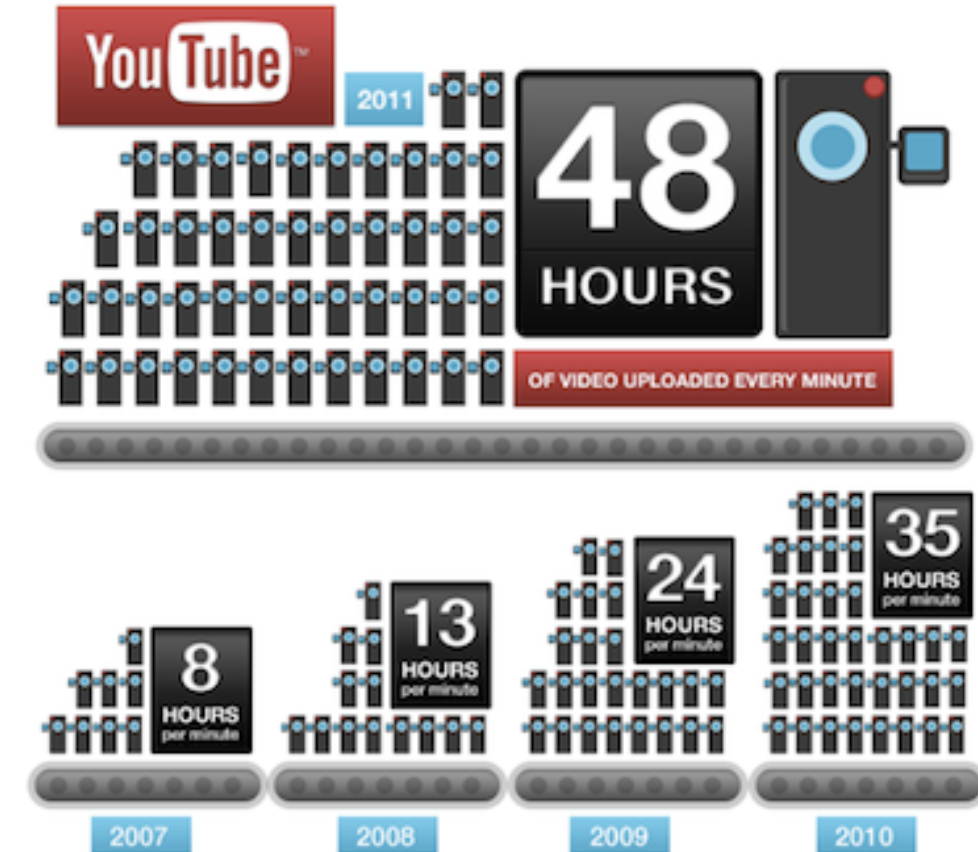 YouTube™
2011
48
HOURS
OF VIDEO UPLOADED EVERY MINUTE
8
HOURS
per minute
2007
13
HOURS
per minute
2008
24
HOURS
per minute
2009
35
HOURS
per minute
2010